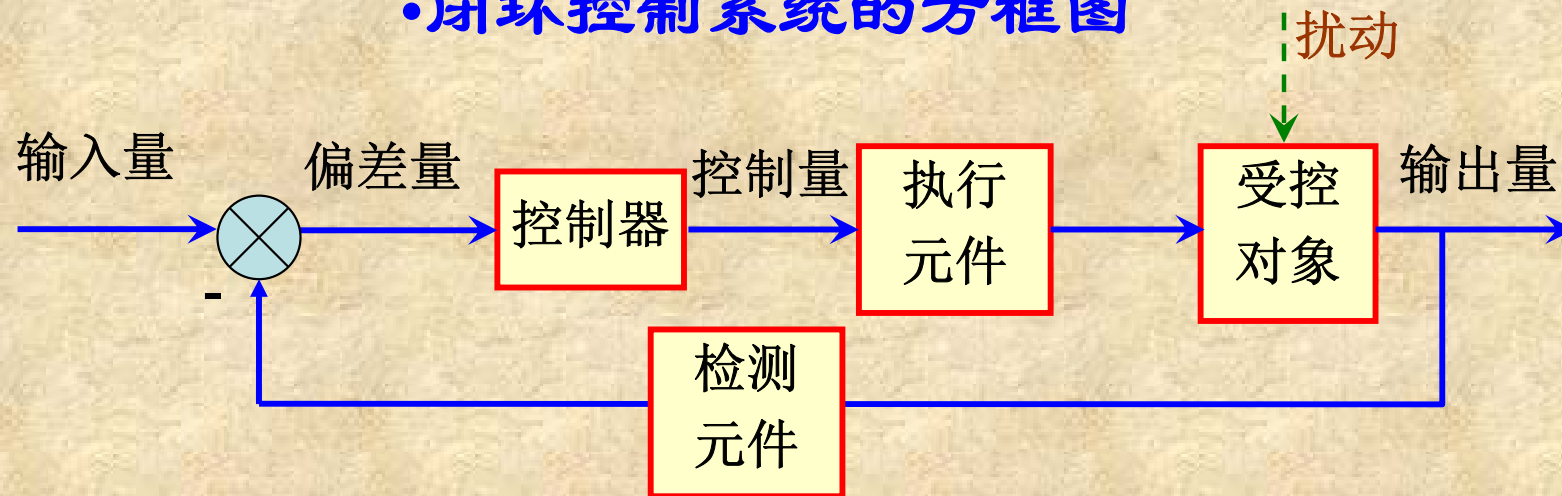 •闭环控制系统的方框图
扰动
输入量
偏差量
控制器
控制量
执行
元件
受控
对象
输出量
-
检测
元件